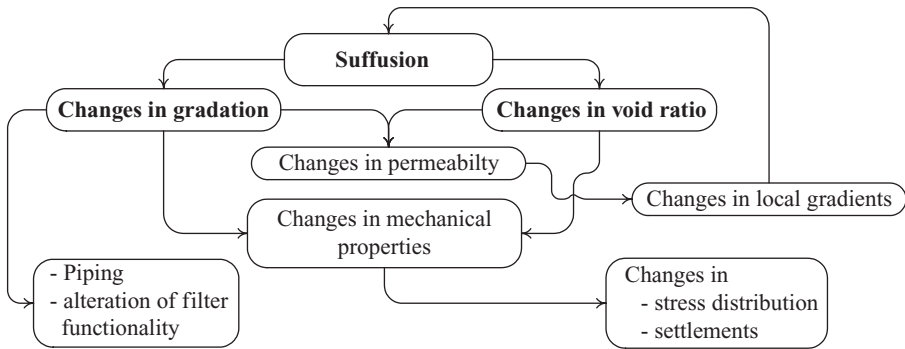 Suffusion
Changes in gradation
Changes in void ratio
Changes in permeabilty
Changes in local gradients
Changes in mechanical
properties
- Piping
- alteration of filter
functionality
Changes in
- stress distribution
- settlements